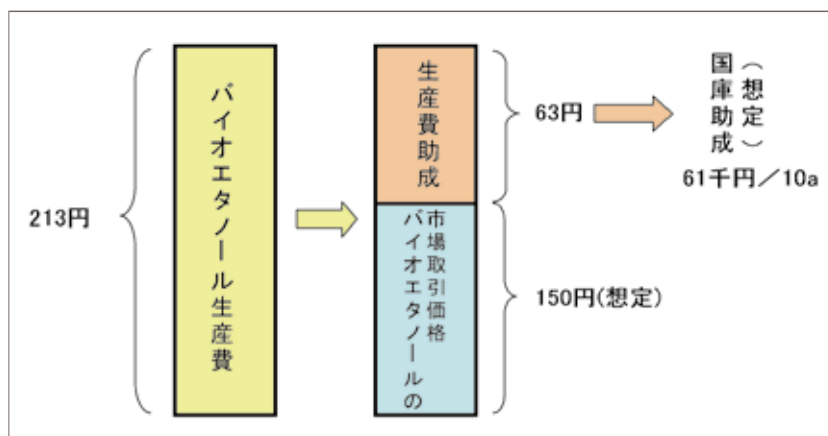 213円
バイオエタノール生産費
生産費助成
バイオエタノールの
市場取引価格
63円
150円(想定)
国庫助成
（想定）
61千円／10a